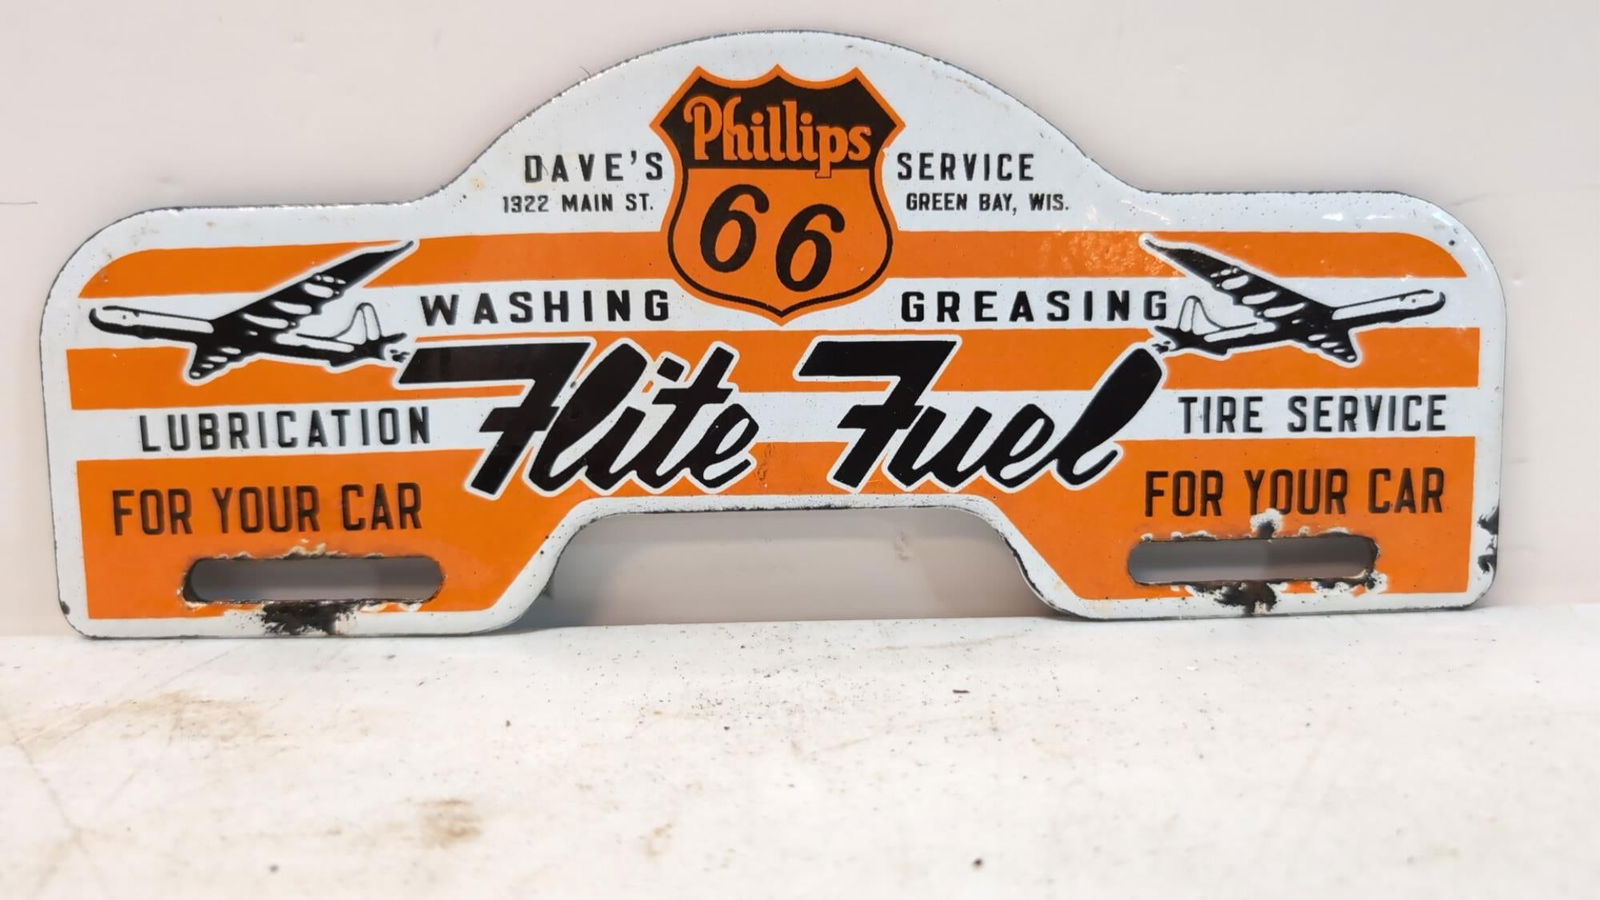 Phillips
66
DAVE'S SERVICE
1322 MAIN ST. GREEN BAY, WIS.
WASHING GREASING
Flite Fuel
LUBRICATION TIRE SERVICE
FOR YOUR CAR FOR YOUR CAR